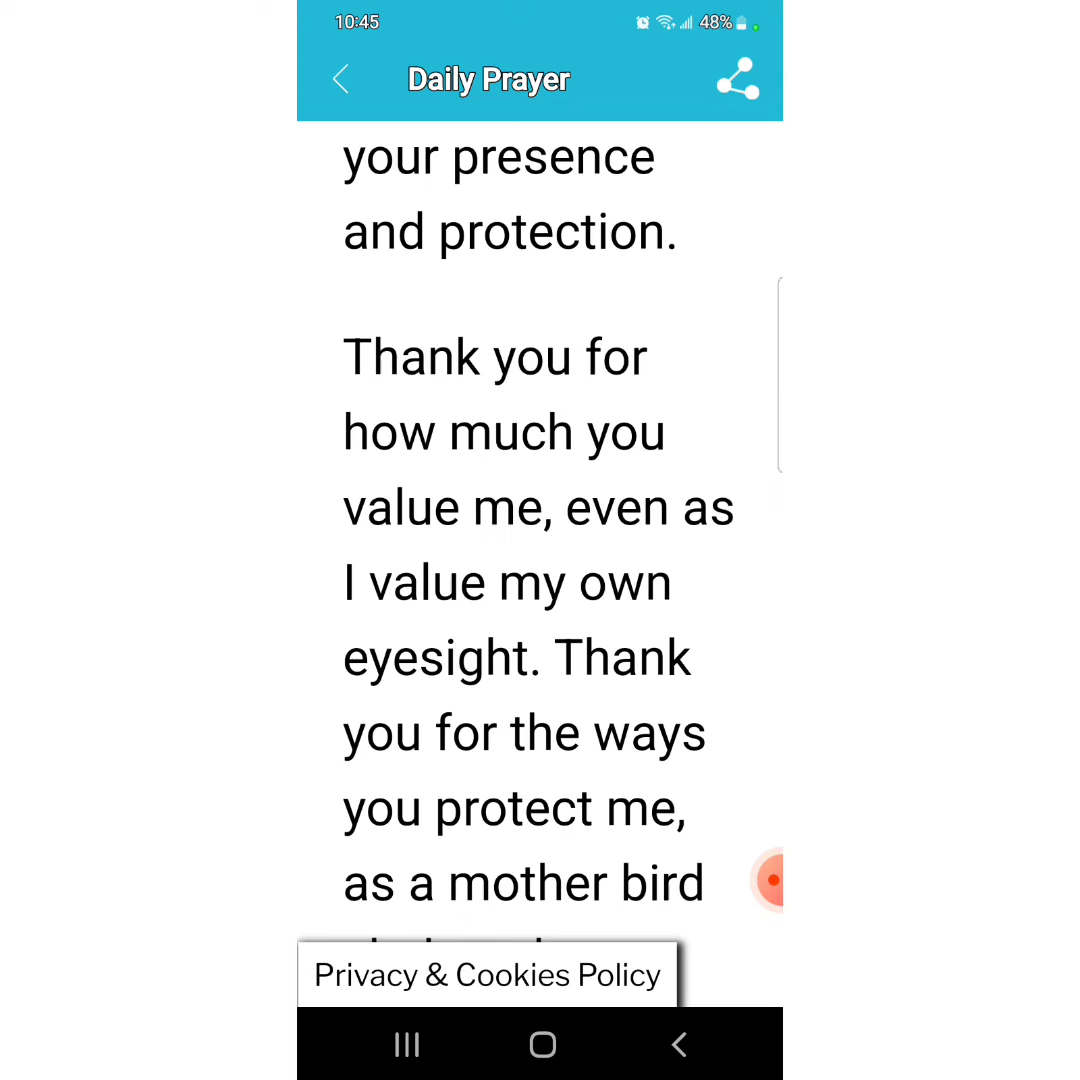 10:45 48%
Daily Prayer
your presence
and protection.
Thank you for
how much you
value me, even as
I value my own
eyesight. Thank
you for the ways
you protect me,
as a mother bird
Privacy & Cookies Policy